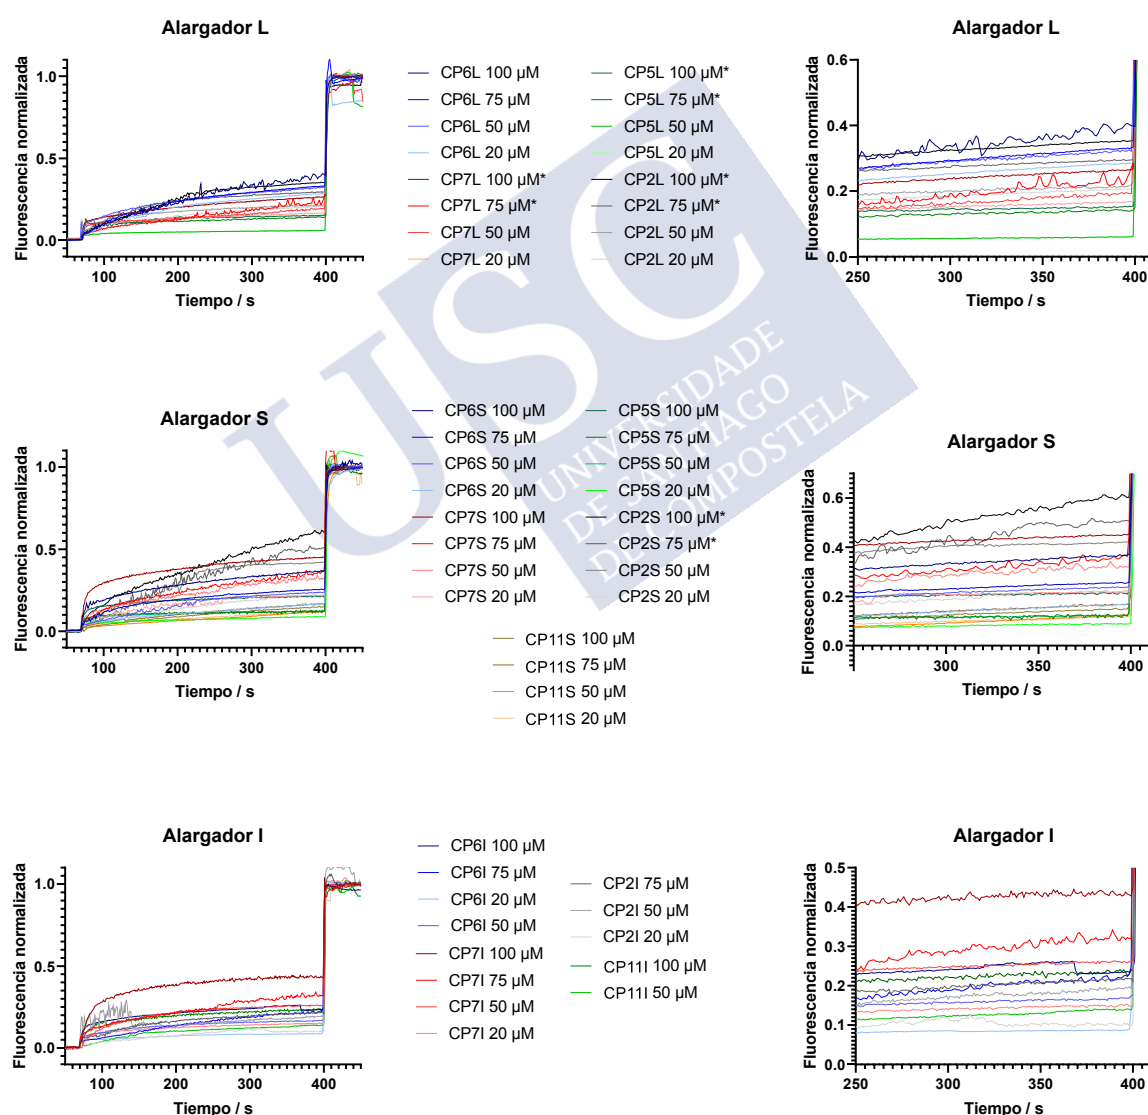 Alargador L
Fluorescencia normalizada
1.0
0.5
0.0
100
200
300
400
Tiempo / s
CP6L 100 µM
CP6L 75 µM
CP6L 50 µM
CP6L 20 µM
CP7L 100 µM*
CP7L 75 µM*
CP7L 50 µM
CP7L 20 µM
CP5L 100 µM*
CP5L 75 µM*
CP5L 50 µM
CP5L 20 µM
CP2L 100 µM*
CP2L 75 µM*
CP2L 50 µM
CP2L 20 µM
Alargador L
Fluorescencia normalizada
0.6
0.4
0.2
0.0
250
300
350
400
Tiempo / s
USC
UNIVERSIDADE
DE SANTIAGO
DE COMPOSTELA
Alargador S
Fluorescencia normalizada
1.0
0.5
0.0
100
200
300
400
Tiempo / s
CP6S 100 µM
CP6S 75 µM
CP6S 50 µM
CP6S 20 µM
CP7S 100 µM
CP7S 75 µM
CP7S 50 µM
CP7S 20 µM
CP5S 100 µM
CP5S 75 µM
CP5S 50 µM
CP5S 20 µM
CP2S 100 µM*
CP2S 75 µM*
CP2S 50 µM
CP2S 20 µM
CP11S 100 µM
CP11S 75 µM
CP11S 50 µM
CP11S 20 µM
Alargador S
Fluorescencia normalizada
0.6
0.4
0.2
0.0
300
350
400
Tiempo / s
Alargador I
Fluorescencia normalizada
1.0
0.5
0.0
100
200
300
400
Tiempo / s
CP6I 100 µM
CP6I 75 µM
CP6I 20 µM
CP6I 50 µM
CP7I 100 µM
CP7I 75 µM
CP7I 50 µM
CP7I 20 µM
CP2I 75 µM
CP2I 50 µM
CP2I 20 µM
CP11I 100 µM
CP11I 50 µM
Alargador I
Fluorescencia normalizada
0.5
0.4
0.3
0.2
0.1
0.0
250
300
350
400
Tiempo / s